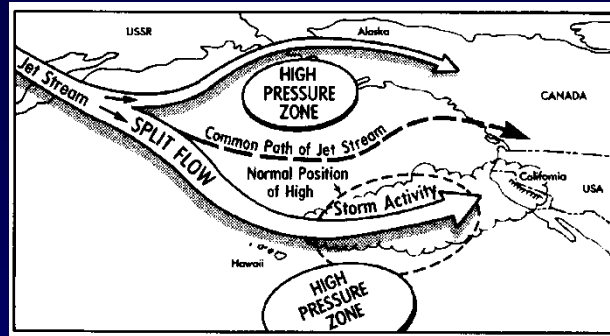 USSR
Alaska
Jet Stream
HIGH
PRESSURE
ZONE
CANADA
SPLIT FLOW
Common Path of Jet Stream
Normal Position
of High
Storm Activity
California
USA
Hawaii
HIGH
PRESSURE
ZONE